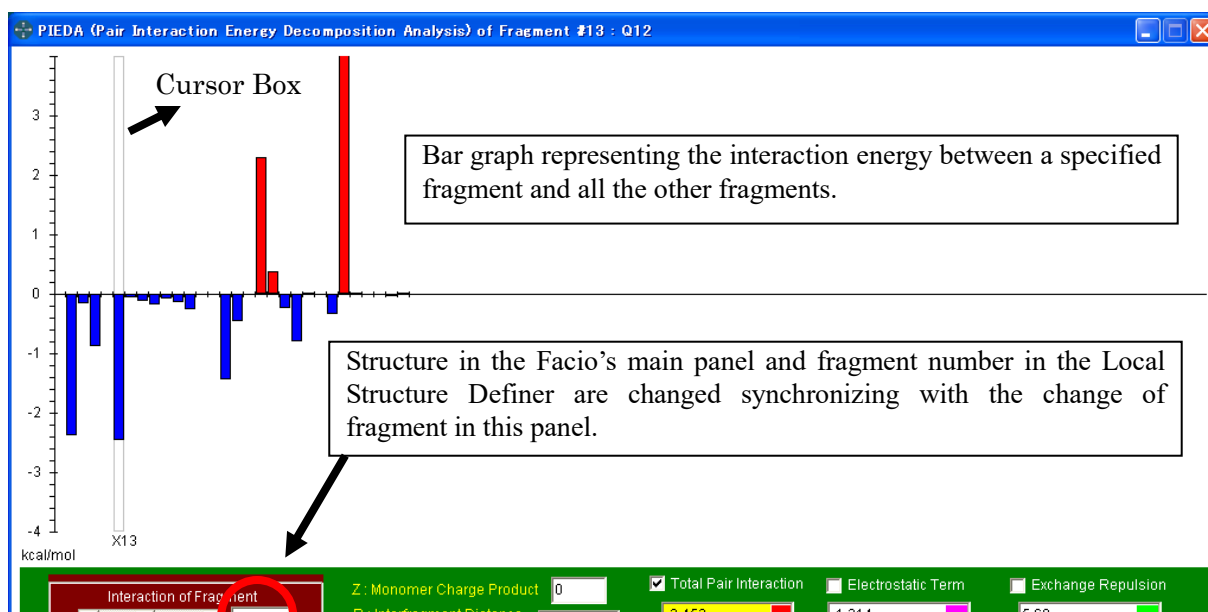 PIEDA (Pair Interaction Energy Decomposition Analysis) of Fragment #13 : Q12
Cursor Box
3
2
1
0
-1
-2
-3
-4
kcal/mol
X13
Bar graph representing the interaction energy between a specified
fragment and all the other fragments.
Structure in the Facio's main panel and fragment number in the Local
Structure Definer are changed synchronizing with the change of
fragment in this panel.
Interaction of Fragment
Z : Monomer Charge Product 0
Total Pair Interaction
Electrostatic Term
Exchange Repulsion